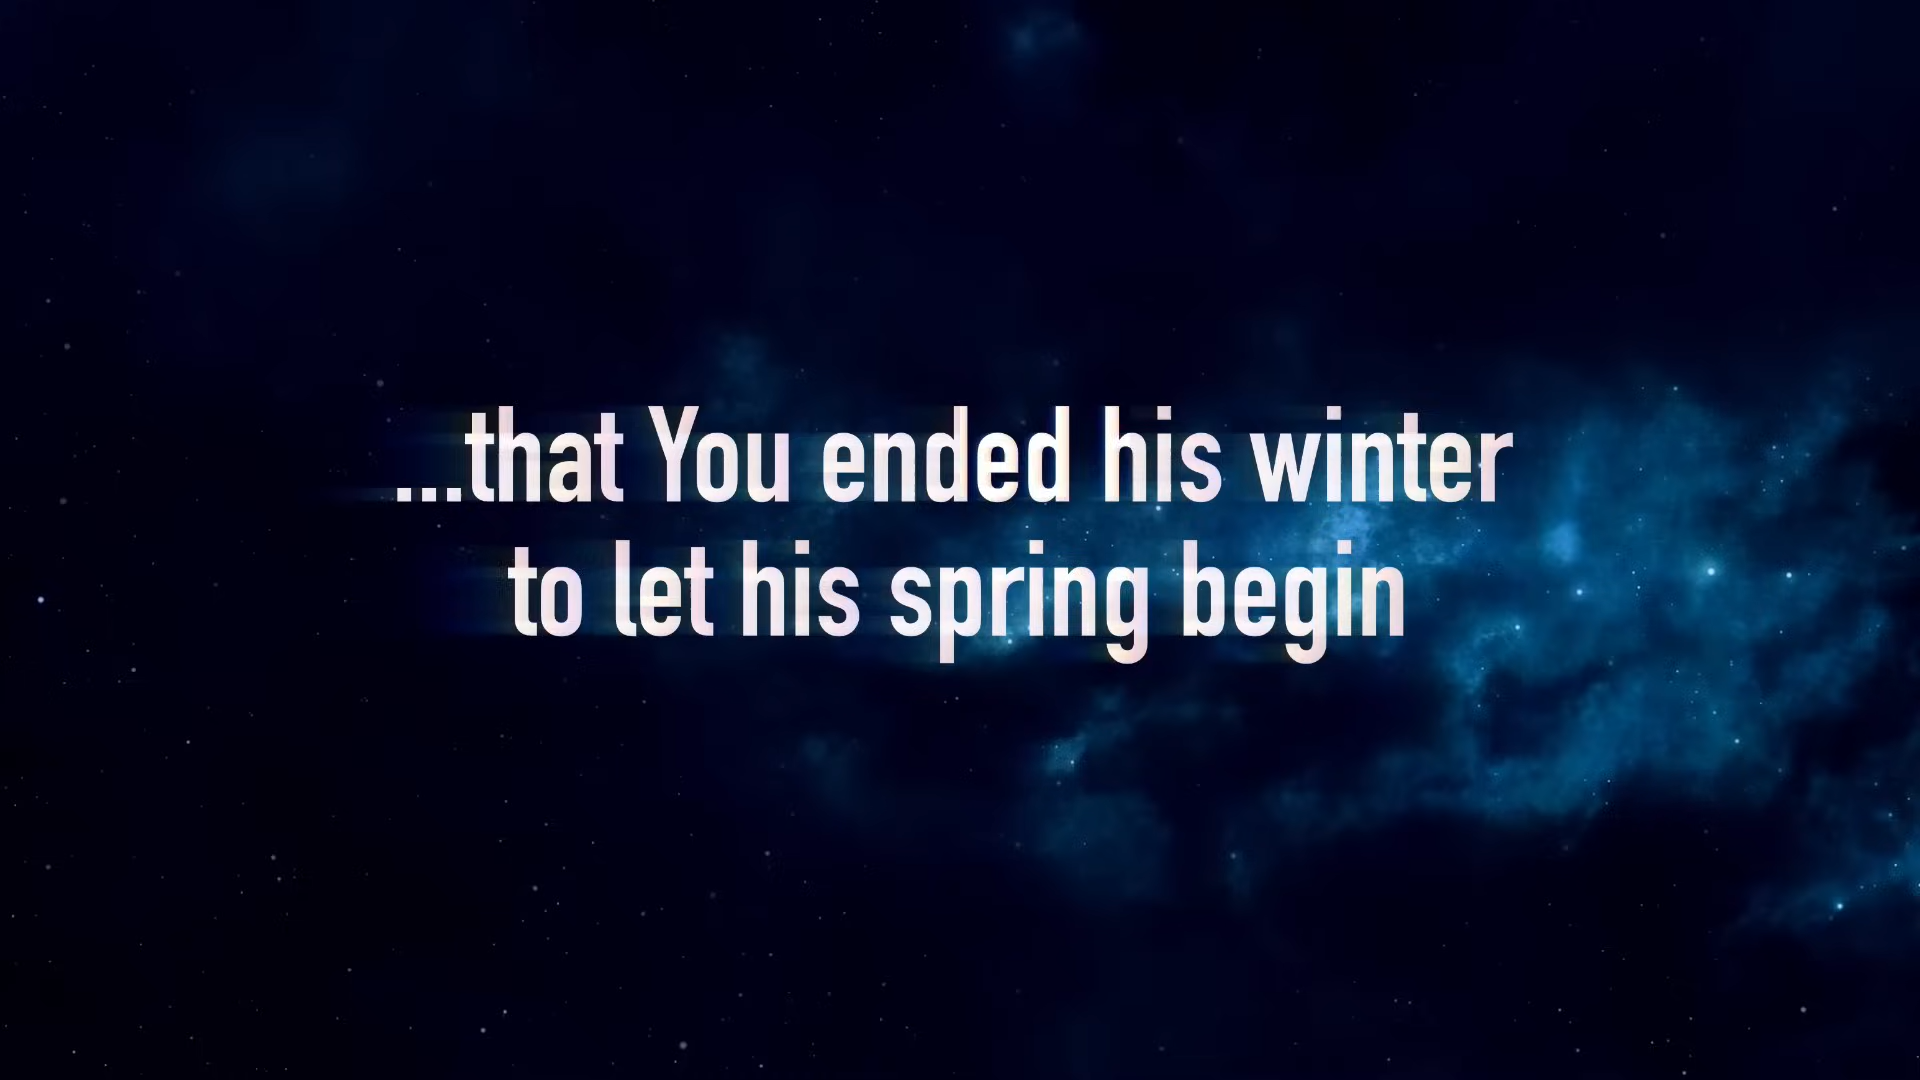 ...that You ended his winter
to let his spring begin